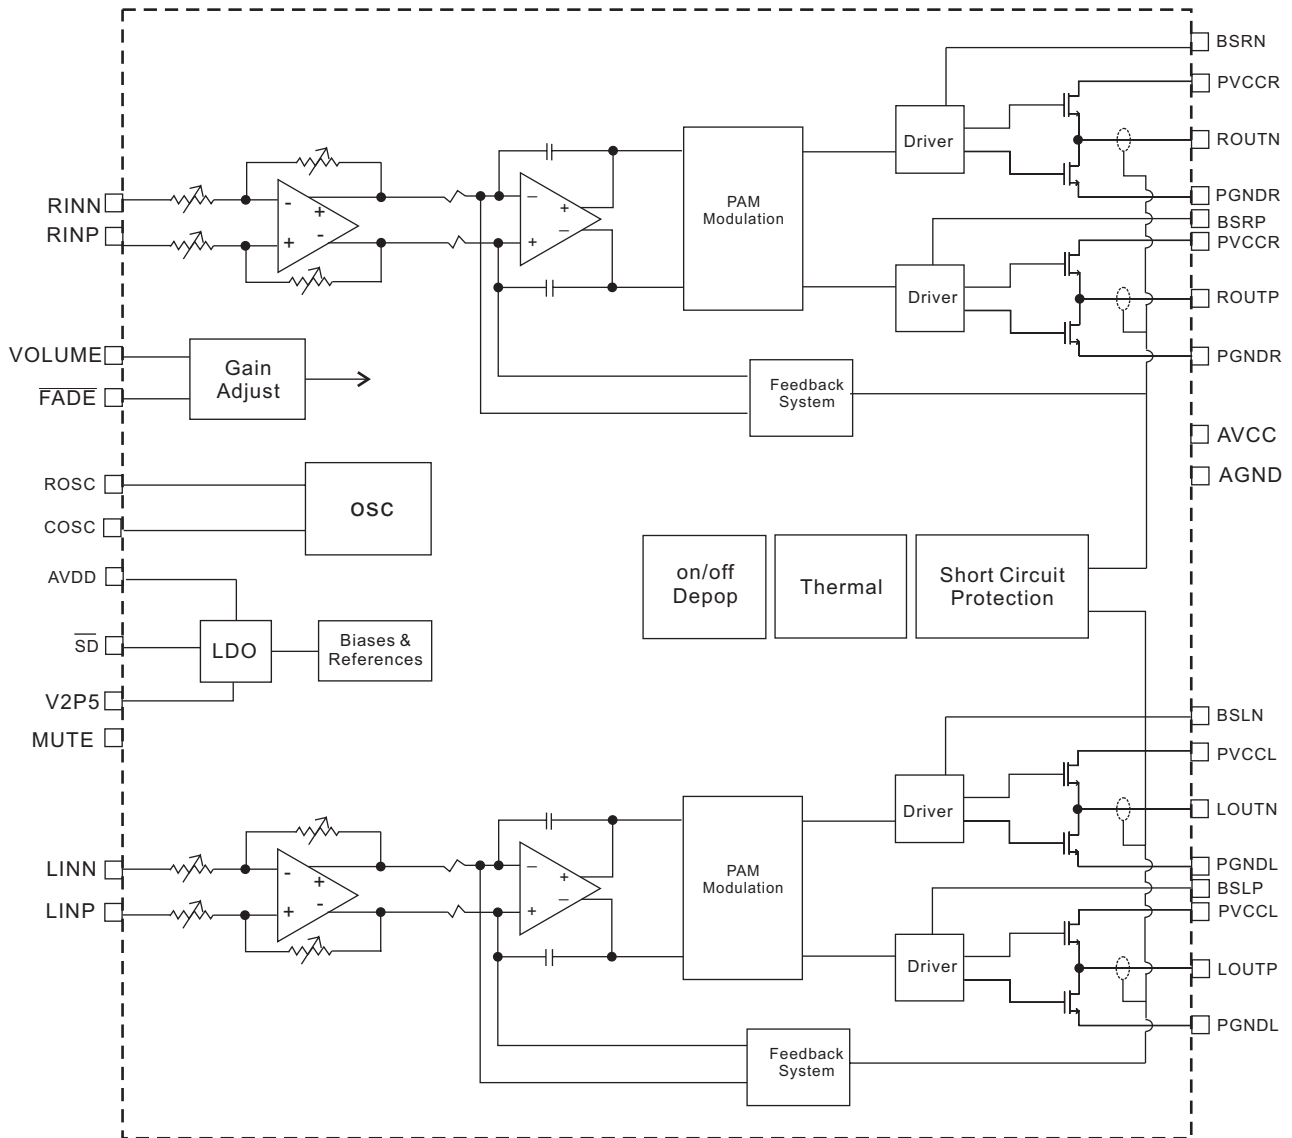 BSRN
PVCCR
Driver
ROUTN
RINN
RINP
PAM
Modulation
PGNDR
BSRP
PVCCR
Driver
ROUTP
VOLUME
FADE
Gain
Adjust
PGNDR
Feedback
System
AVCC
AGND
ROSC
COSC
OSC
AVDD
SD
V2P5
MUTE
LDO
Biases &
References
on/off
Depop
Thermal
Short Circuit
Protection
BSLN
PVCCL
Driver
LOUTN
LINN
LINP
PAM
Modulation
PGNDL
BSLP
PVCCL
Driver
LOUTP
PGNDL
Feedback
System
- + + -
- + + -
- + + -
- + + -